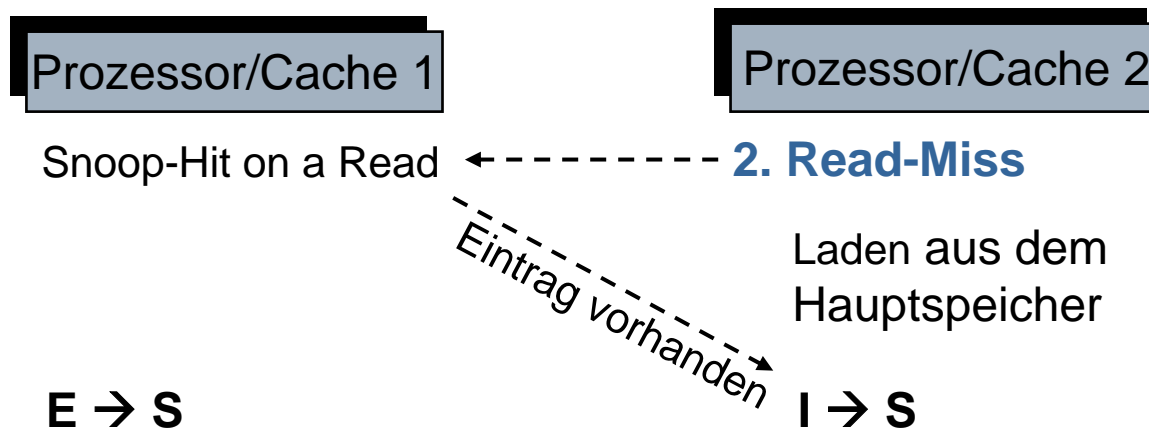 Prozessor/Cache 1
Prozessor/Cache 2
Snoop-Hit on a Read
2. Read-Miss
Eintrag vorhanden
Laden aus dem
Hauptspeicher
E → S
I → S